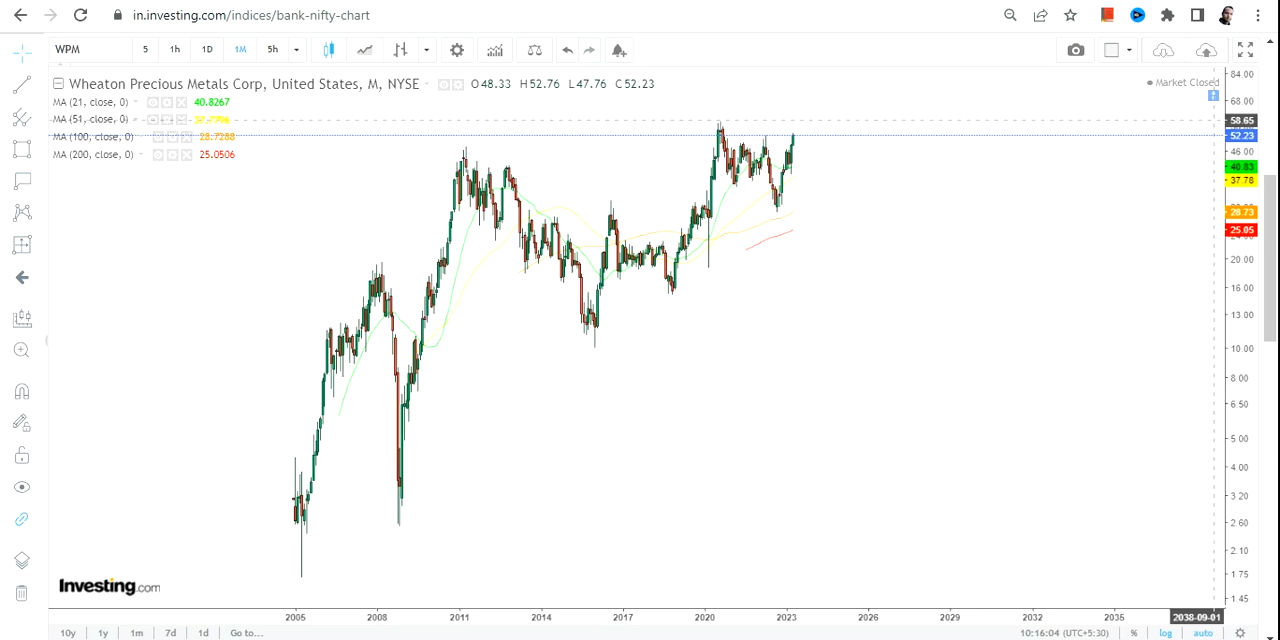 in.investing.com/indices/bank-nifty-chart
WPM 5 1h 1D 1M 5h
Wheaton Precious Metals Corp, United States, M, NYSE O48.33 H52.76 L47.76 C52.23
Market Closed
MA (21, close, 0) 40.8267
MA (51, close, 0)
MA (100, close, 0) 28.7288
MA (200, close, 0) 25.0506
84.00
68.00
58.65
52.23
46.00
40.83
37.78
28.73
25.05
20.00
16.00
13.00
10.00
8.00
6.50
5.00
4.00
3.20
2.60
2.10
1.75
1.45
Investing.com
2005 2008 2011 2014 2017 2020 2023 2026 2029 2032 2035 2038-09-01
10y 1y 1m 7d 1d Go to... 10:16:04 (UTC+5:30) % log auto